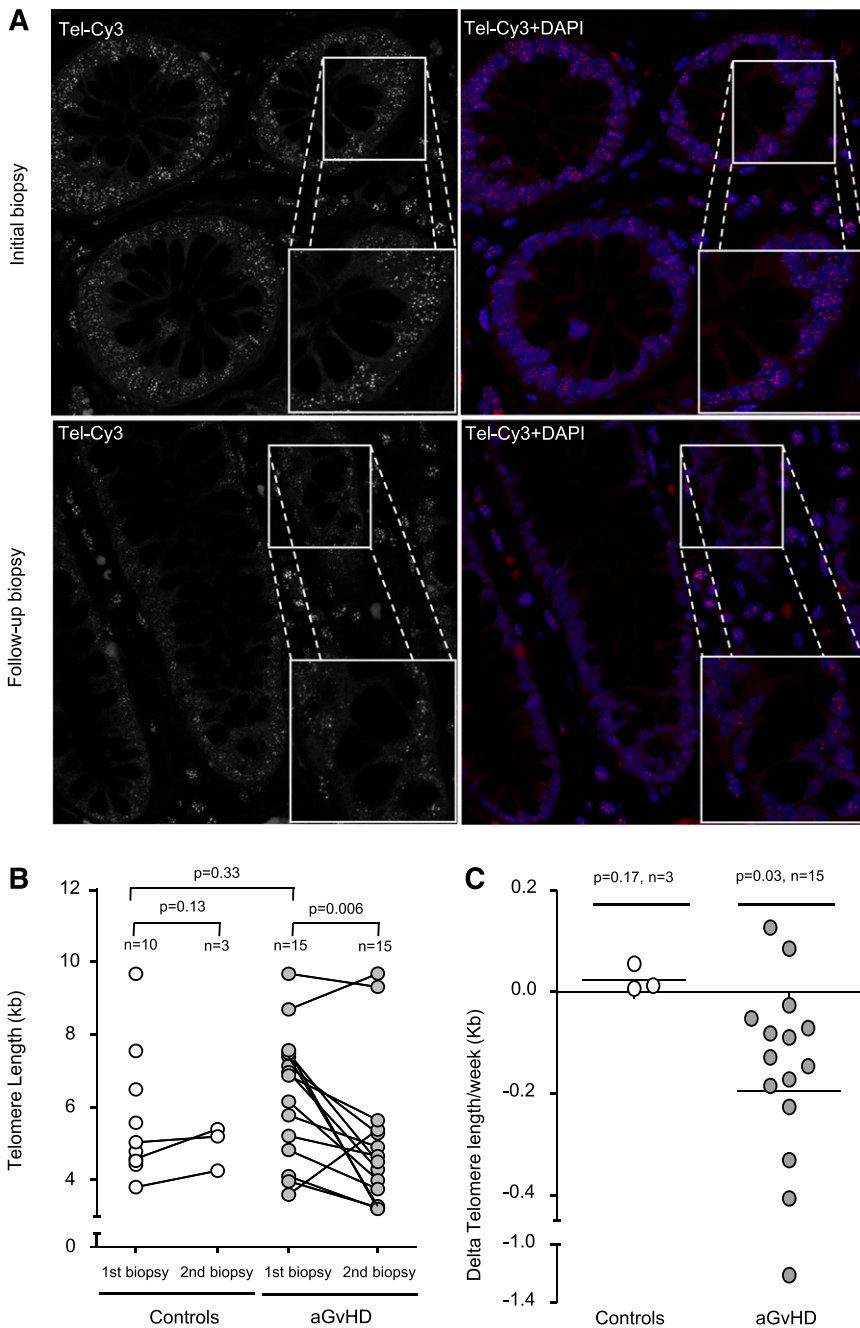 A
Tel-Cy3
Tel-Cy3+DAPI
Initial biopsy
Tel-Cy3
Tel-Cy3+DAPI
Follow-up biopsy
B
Telomere Length (kb)
12
10
8
6
4
0
p=0.33
p=0.13
p=0.006
n=10
n=3
n=15
n=15
1st biopsy
2nd biopsy
1st biopsy
2nd biopsy
Controls
aGvHD
C
Delta Telomere length/week (Kb)
0.2
0.0
-0.2
-0.4
-1.0
-1.4
p=0.17, n=3
p=0.03, n=15
Controls
aGvHD